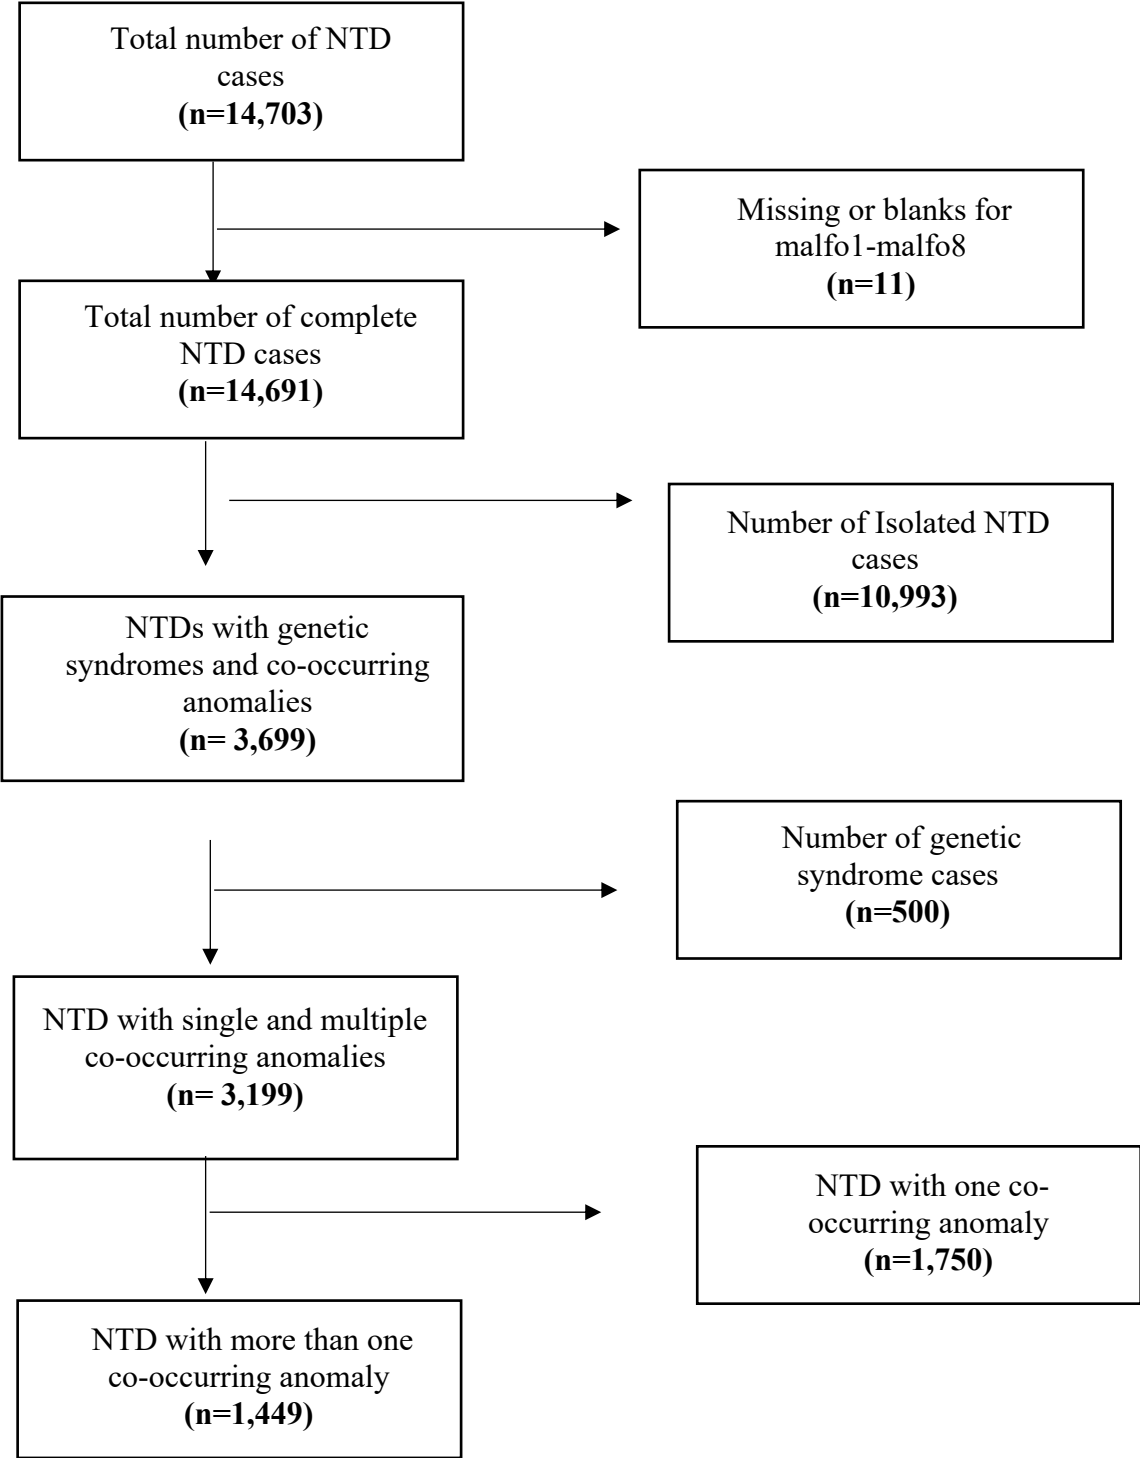 Total number of NTD
cases
(n=14,703)
Missing or blanks for
malfo1-malfo8
(n=11)
Total number of complete
NTD cases
(n=14,691)
Number of Isolated NTD
cases
(n=10,993)
NTDs with genetic
syndromes and co-occurring
anomalies
(n= 3,699)
Number of genetic
syndrome cases
(n=500)
NTD with single and multiple
co-occurring anomalies
(n= 3,199)
NTD with one co-
occurring anomaly
(n=1,750)
NTD with more than one
co-occurring anomaly
(n=1,449)